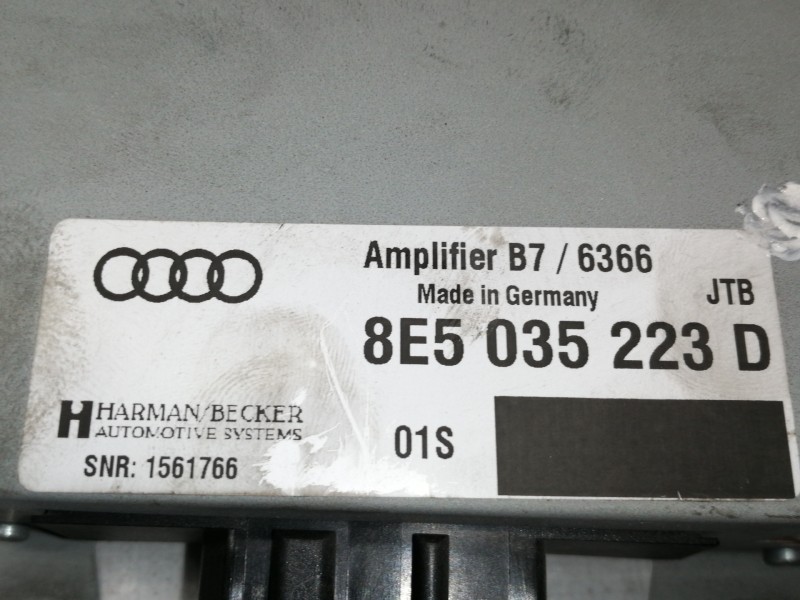 Amplifier B7 / 6366
Made in Germany
JTB
8E5 035 223 D
HARMAN/BECKER
AUTOMOTIVE SYSTEMS
01S
SNR: 1561766